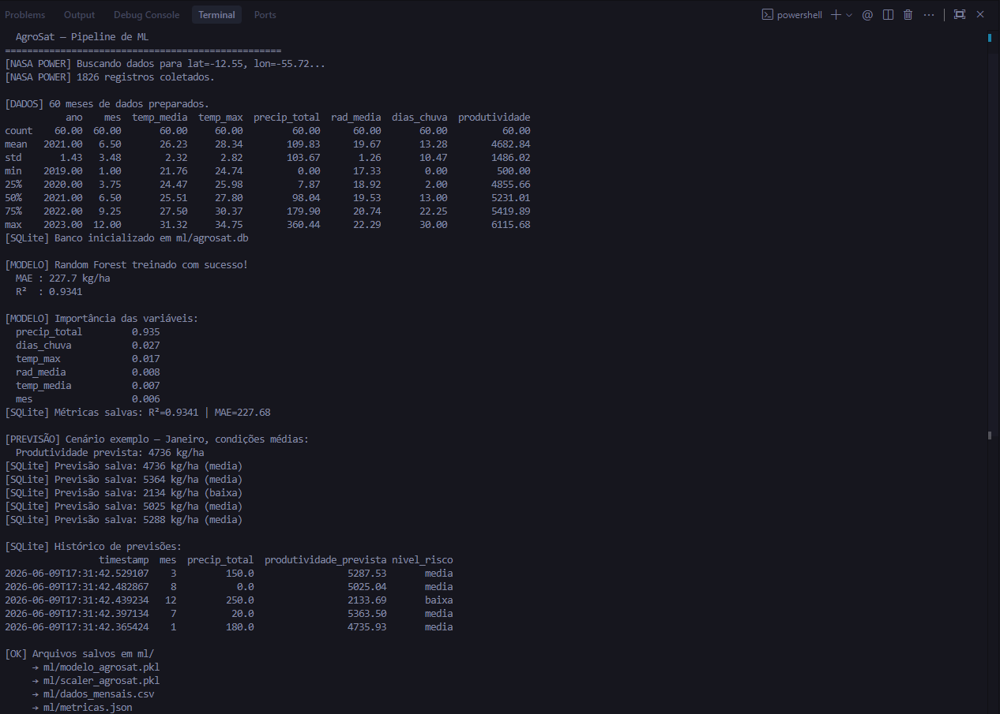 Problems Output Debug Console Terminal Ports powershell
AgroSat — Pipeline de ML
==================================================
[NASA POWER] Buscando dados para lat=-12.55, lon=-55.72...
[NASA POWER] 1826 registros coletados.
[DADOS] 60 meses de dados preparados.
ano mes temp_media temp_max precip_total rad_media dias_chuva produtividade
count 60.00 60.00 60.00 60.00 60.00 60.00 60.00 60.00
mean 2021.00 6.50 26.23 28.34 109.83 19.67 13.28 4682.84
std 1.43 3.48 2.32 2.82 103.67 1.26 10.47 1486.02
min 2019.00 1.00 21.76 24.74 0.00 17.33 0.00 500.00
25% 2020.00 3.75 24.47 25.98 7.87 18.92 2.00 4855.66
50% 2021.00 6.50 25.51 27.80 98.04 19.53 13.00 5231.01
75% 2022.00 9.25 27.50 30.37 179.90 20.74 22.25 5419.89
max 2023.00 12.00 31.32 34.75 360.44 22.29 30.00 6115.68
[SQLite] Banco inicializado em ml/agrosat.db
[MODELO] Random Forest treinado com sucesso!
MAE : 227.7 kg/ha
R² : 0.9341
[MODELO] Importância das variáveis:
precip_total 0.935
dias_chuva 0.027
temp_max 0.017
rad_media 0.008
temp_media 0.007
mes 0.006
[SQLite] Métricas salvas: R²=0.9341 | MAE=227.68
[PREVISÃO] Cenário exemplo — Janeiro, condições médias:
Produtividade prevista: 4736 kg/ha
[SQLite] Previsão salva: 4736 kg/ha (media)
[SQLite] Previsão salva: 5364 kg/ha (media)
[SQLite] Previsão salva: 2134 kg/ha (baixa)
[SQLite] Previsão salva: 5025 kg/ha (media)
[SQLite] Previsão salva: 5288 kg/ha (media)
[SQLite] Histórico de previsões:
timestamp mes precip_total produtividade_prevista nivel_risco
2026-06-09T17:31:42.529107 3 150.0 5287.53 media
2026-06-09T17:31:42.482867 8 0.0 5025.04 media
2026-06-09T17:31:42.439234 12 250.0 2133.69 baixa
2026-06-09T17:31:42.397134 7 20.0 5363.50 media
2026-06-09T17:31:42.365424 1 180.0 4735.93 media
[OK] Arquivos salvos em ml/
→ ml/modelo_agrosat.pkl
→ ml/scaler_agrosat.pkl
→ ml/dados_mensais.csv
→ ml/metricas.json